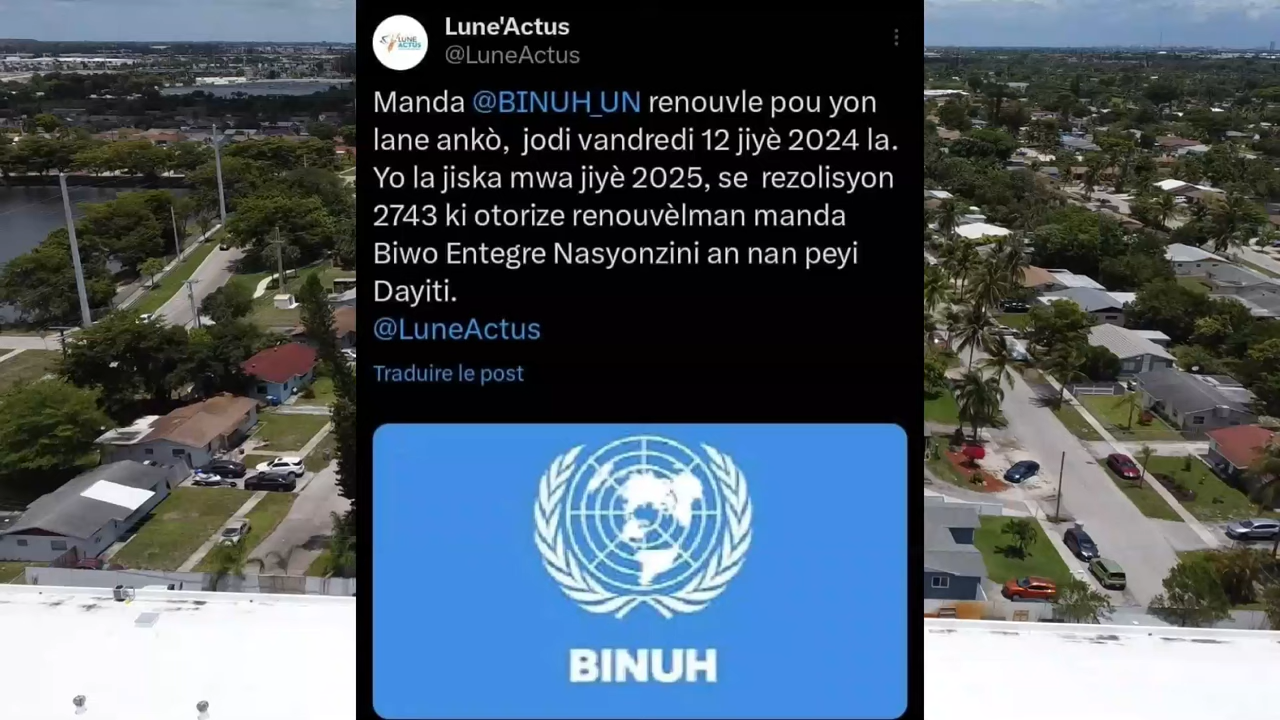 Lune'Actus
@LuneActus
Manda @BINUH_UN renouvle pou yon
lane ankò,  jodi vandredi 12 jiyè 2024 la.
Yo la jiska mwa jiyè 2025, se  rezolisyon
2743 ki otorize renouvèlman manda
Biwo Entegre Nasyonzini an nan peyi
Dayiti.
@LuneActus
Traduire le post
BINUH